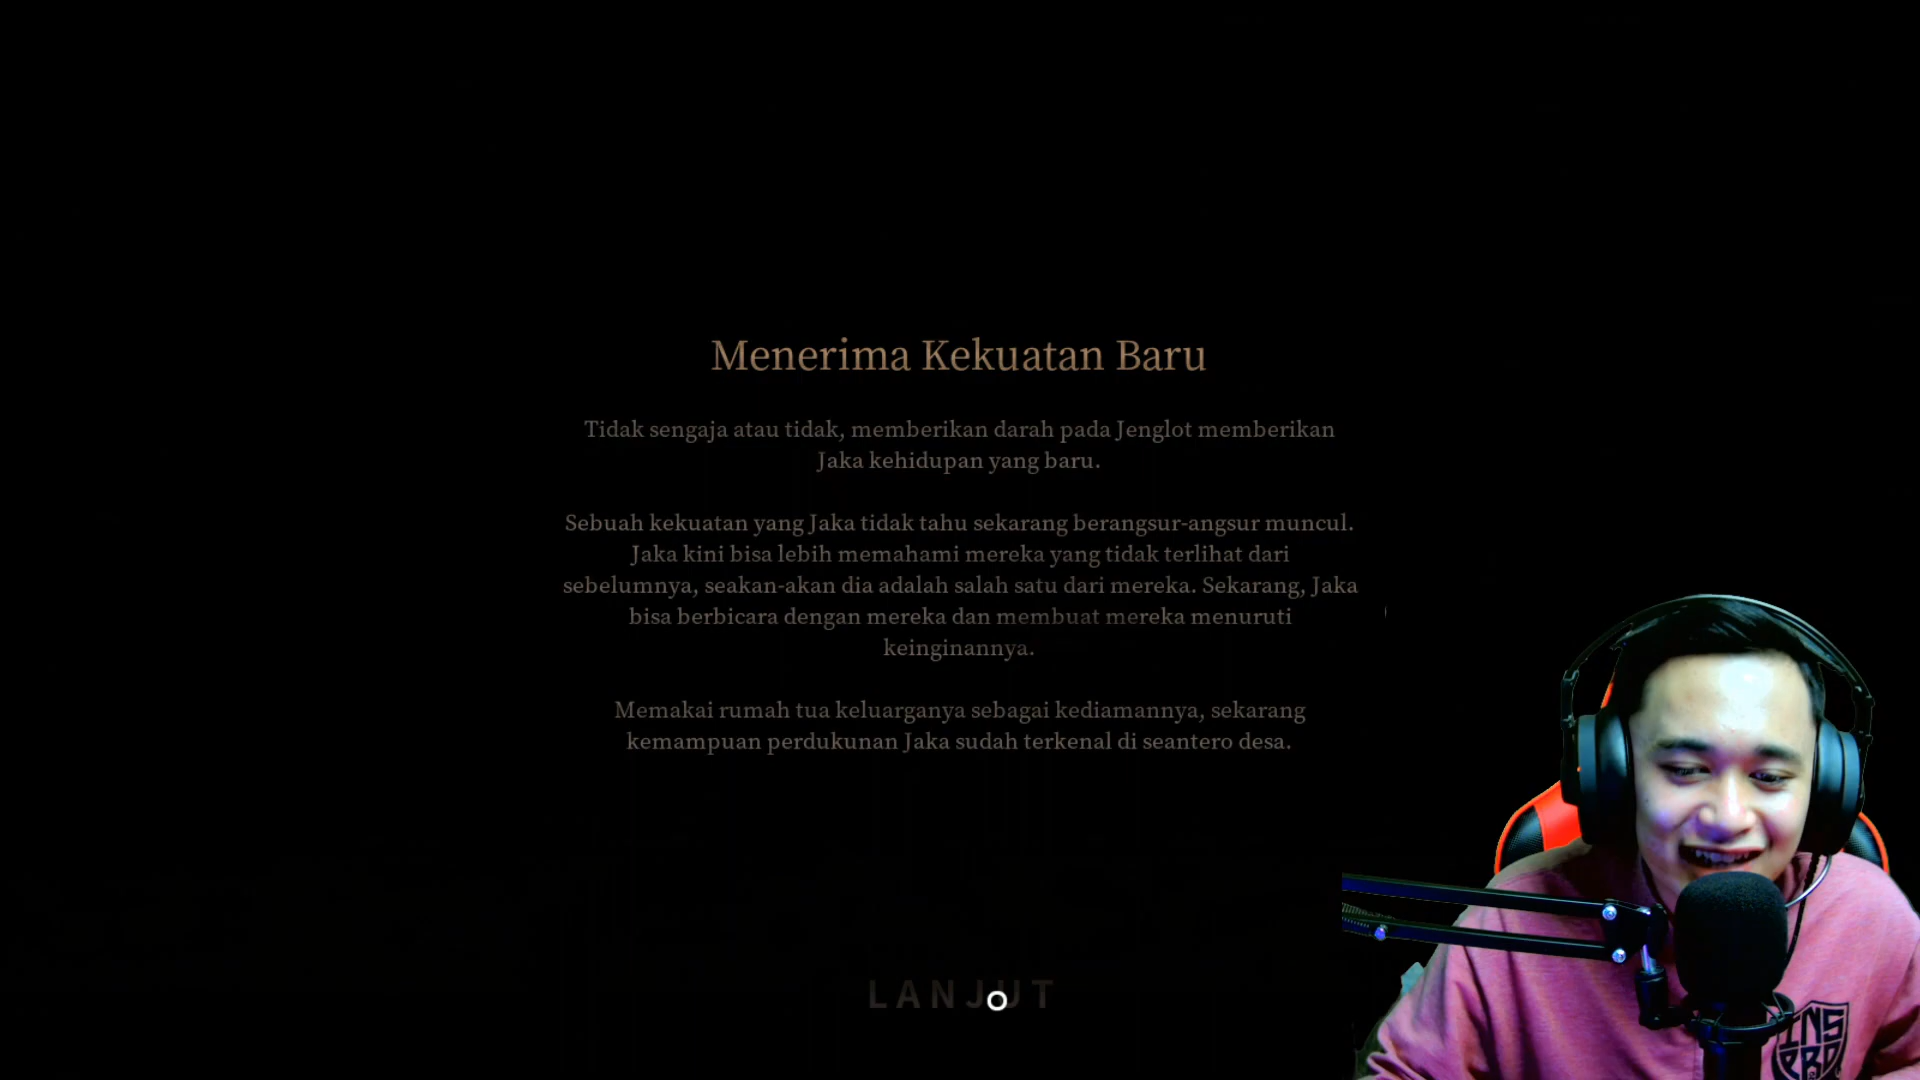 Menerima Kekuatan Baru
Tidak sengaja atau tidak, memberikan darah pada Jenglot memberikan
Jaka kehidupan yang baru.
Sebuah kekuatan yang Jaka tidak tahu sekarang berangsur-angsur muncul.
Jaka kini bisa lebih memahami mereka yang tidak terlihat dari
sebelumnya, seakan-akan dia adalah salah satu dari mereka. Sekarang, Jaka
bisa berbicara dengan mereka dan membuat mereka menuruti
keinginannya.
Memakai rumah tua keluarganya sebagai kediamannya, sekarang
kemampuan perdukunan Jaka sudah terkenal di seantero desa.
LANJUT